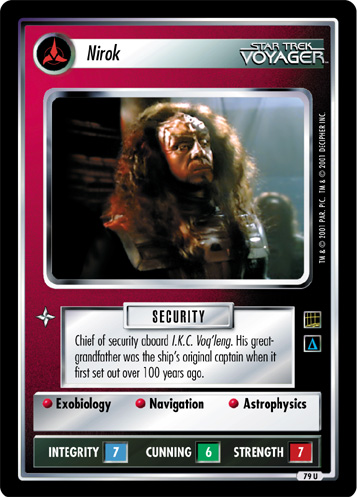 Nirok
STAR TREK
VOYAGER
TM & © 2001 PAR. PIC. TM & © 2001 DECIPHER INC.
SECURITY
Chief of security aboard I.K.C. Voq'leng. His great-
grandfather was the ship's original captain when it
first set out over 100 years ago.
Exobiology Navigation Astrophysics
INTEGRITY 7 CUNNING 6 STRENGTH 7
79 U